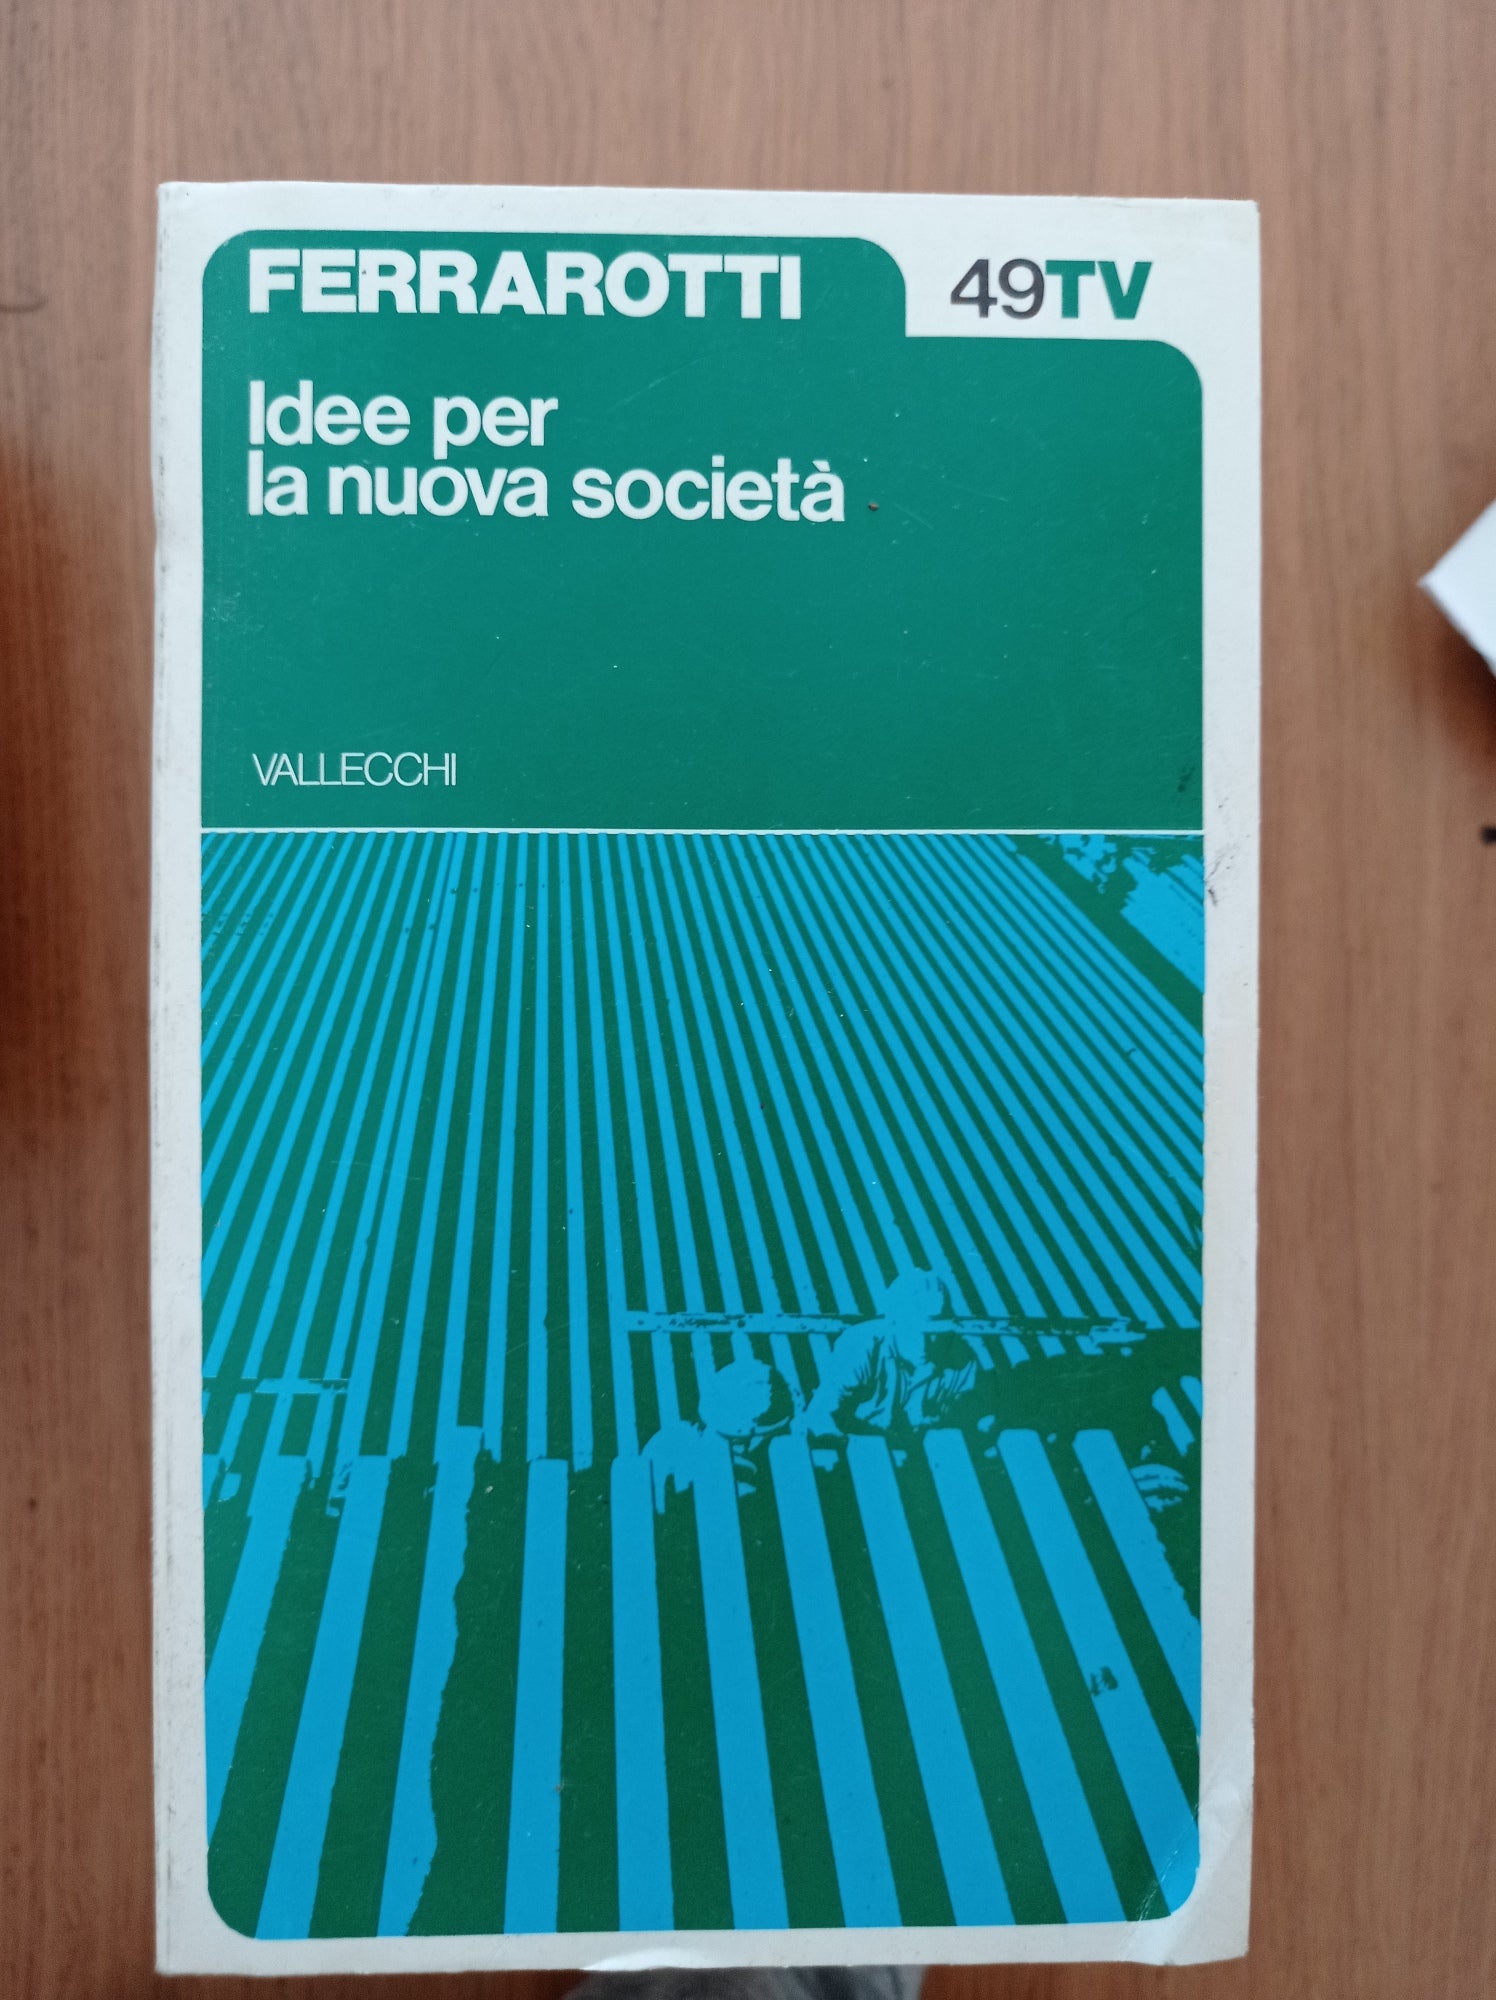 FERRAROTTI
49TV
Idee per
la nuova società
VALLECCHI